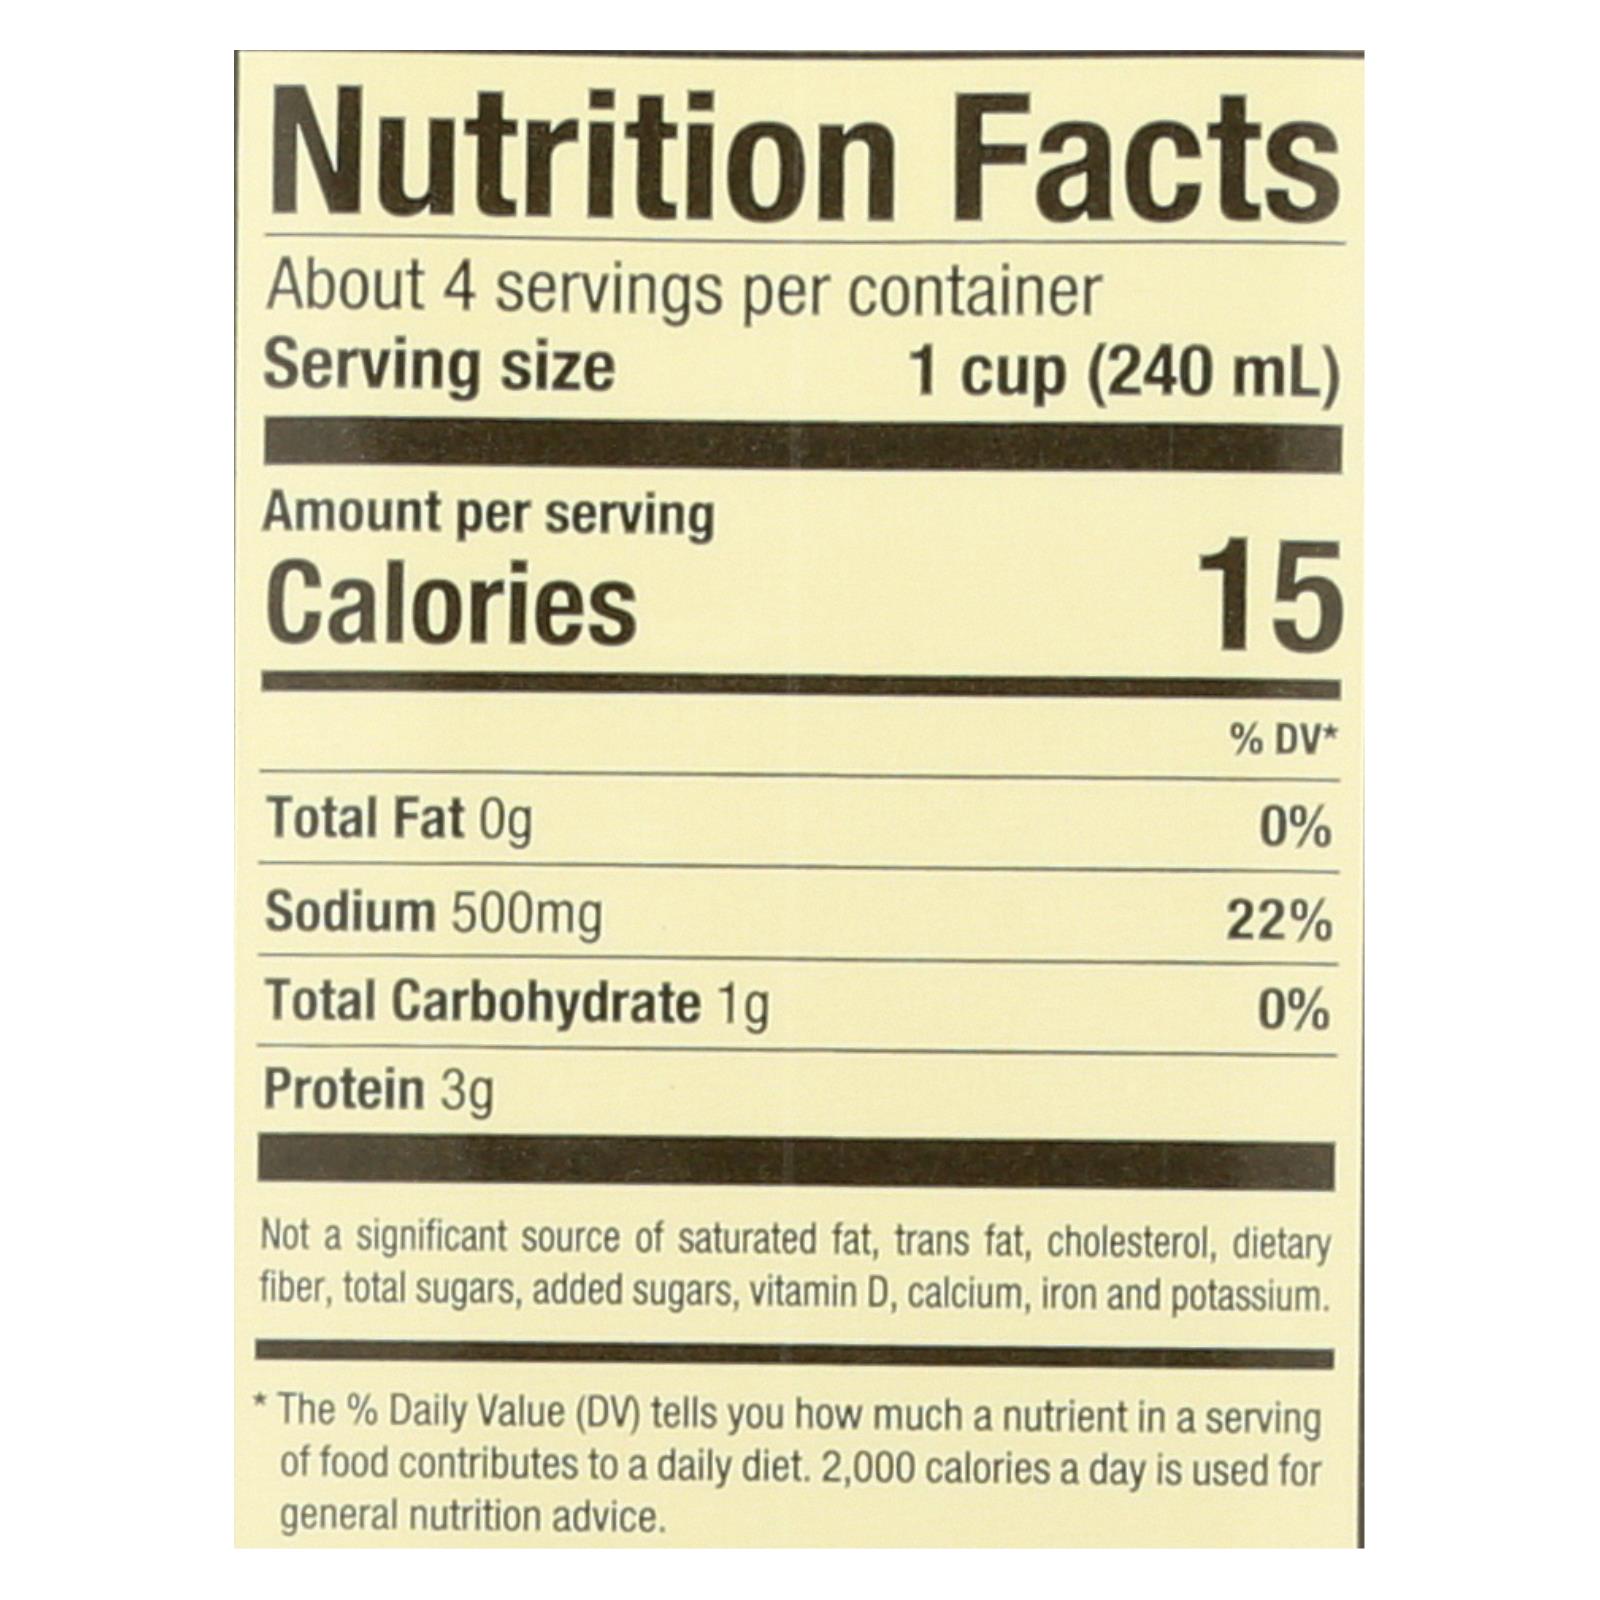 Nutrition Facts
About 4 servings per container
Serving size 1 cup (240 mL)
Amount per serving
Calories 15
% DV*
Total Fat 0g 0%
Sodium 500mg 22%
Total Carbohydrate 1g 0%
Protein 3g
Not a significant source of saturated fat, trans fat, cholesterol, dietary
fiber, total sugars, added sugars, vitamin D, calcium, iron and potassium.
* The % Daily Value (DV) tells you how much a nutrient in a serving
of food contributes to a daily diet. 2,000 calories a day is used for
general nutrition advice.